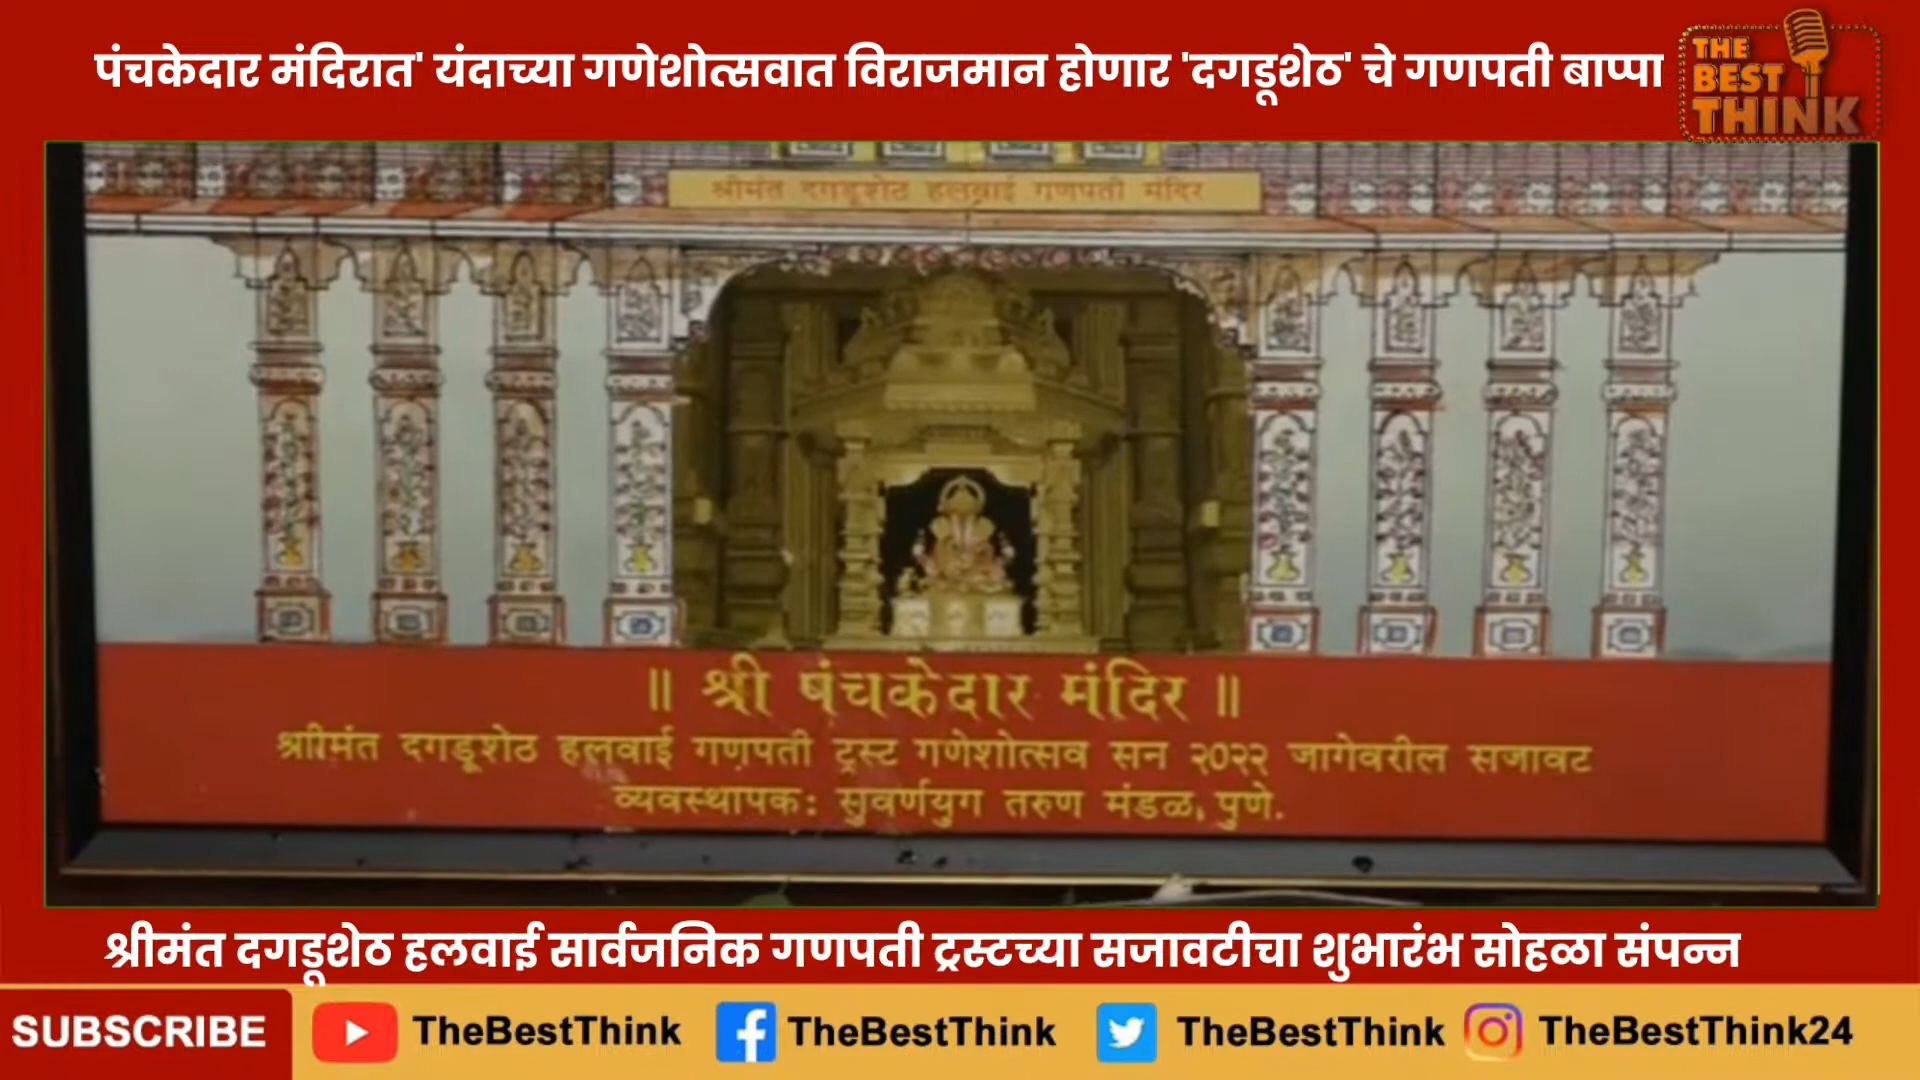 पंचकेदार मंदिरात' यंदाच्या गणेशोत्सवात विराजमान होणार 'दगडूशेठ' चे गणपती बाप्पा
THE
BEST
THINK
श्रीमंत दगडूशेठ हलवाई गणपती मंदिर
॥ श्री पंचकेदार मंदिर ॥
श्रीमंत दगडूशेठ हलवाई गणपती ट्रस्ट गणेशोत्सव सन २०२२ जागेवरील सजावट
व्यवस्थापक: सुवर्णयुग तरुण मंडळ, पुणे.
श्रीमंत दगडूशेठ हलवाई सार्वजनिक गणपती ट्रस्टच्या सजावटीचा शुभारंभ सोहळा संपन्न
SUBSCRIBE TheBestThink TheBestThink TheBestThink TheBestThink24